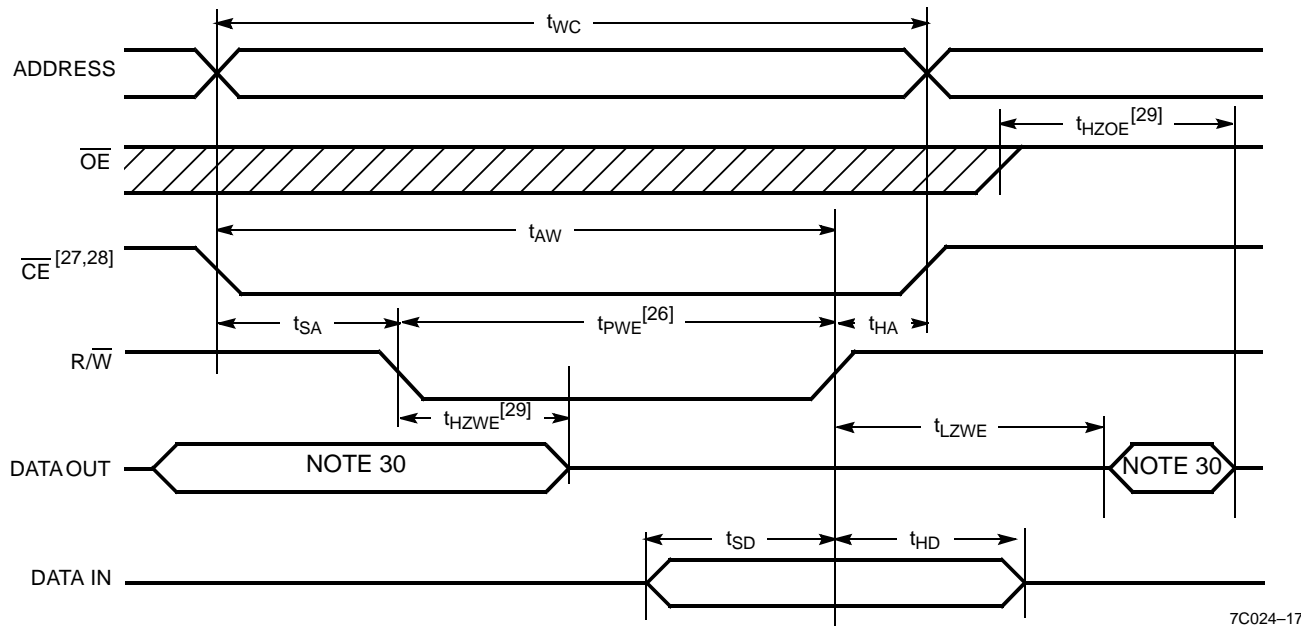 tWC
ADDRESS
tHZOE[29]
OE
tAW
CE [27,28]
tSA
tPWE[26]
tHA
R/W
tHZWE[29]
tLZWE
DATA OUT
NOTE 30
NOTE 30
tSD
tHD
DATA IN
7C024–17